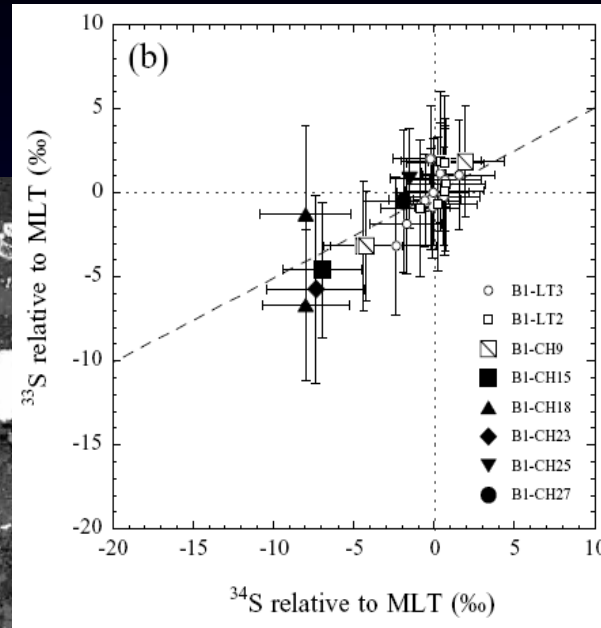 (b)
10
5
0
-5
-10
-15
-20
³³S relative to MLT (‰)
B1-LT3
B1-LT2
B1-CH9
B1-CH15
B1-CH18
B1-CH23
B1-CH25
B1-CH27
-20 -15 -10 -5 0 5 10
³⁴S relative to MLT (‰)